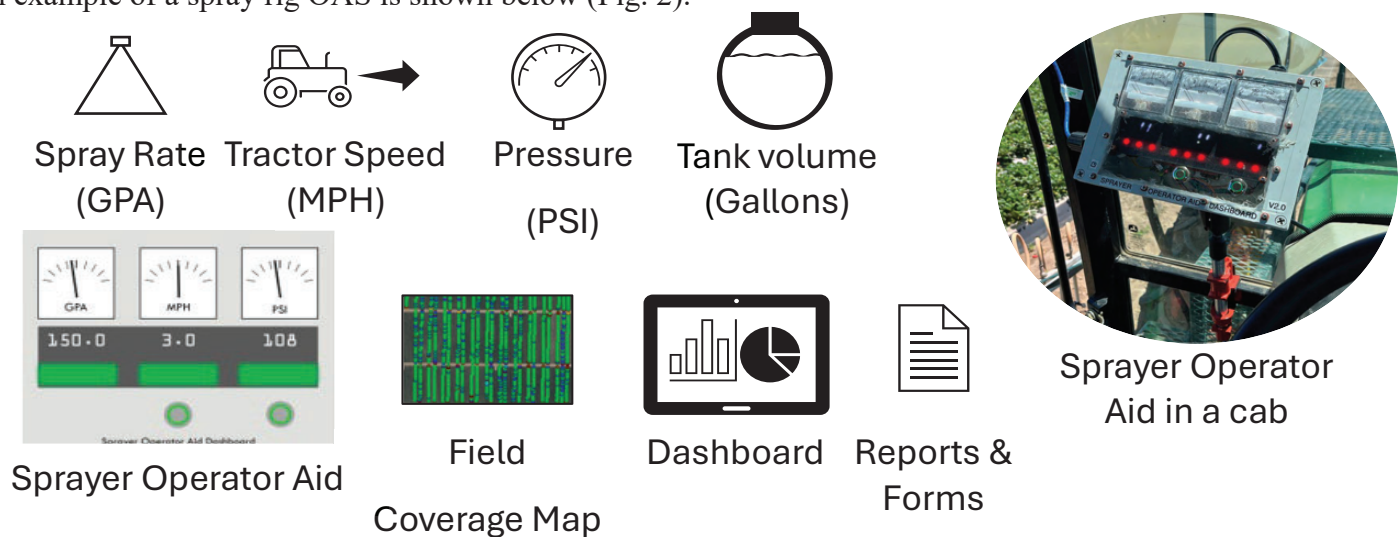 example of a spray rig OAS is shown below (Fig. 2).
Spray Rate
(GPA)
Tractor Speed
(MPH)
Pressure
(PSI)
Tank volume
(Gallons)
GPA
MPH
PSI
150.0
3.0
108
Sprayer Operator Aid Dashboard
Sprayer Operator Aid
Field
Coverage Map
Dashboard
Reports &
Forms
SPRAYER OPERATOR AID DASHBOARD
V2.0
Sprayer Operator
Aid in a cab